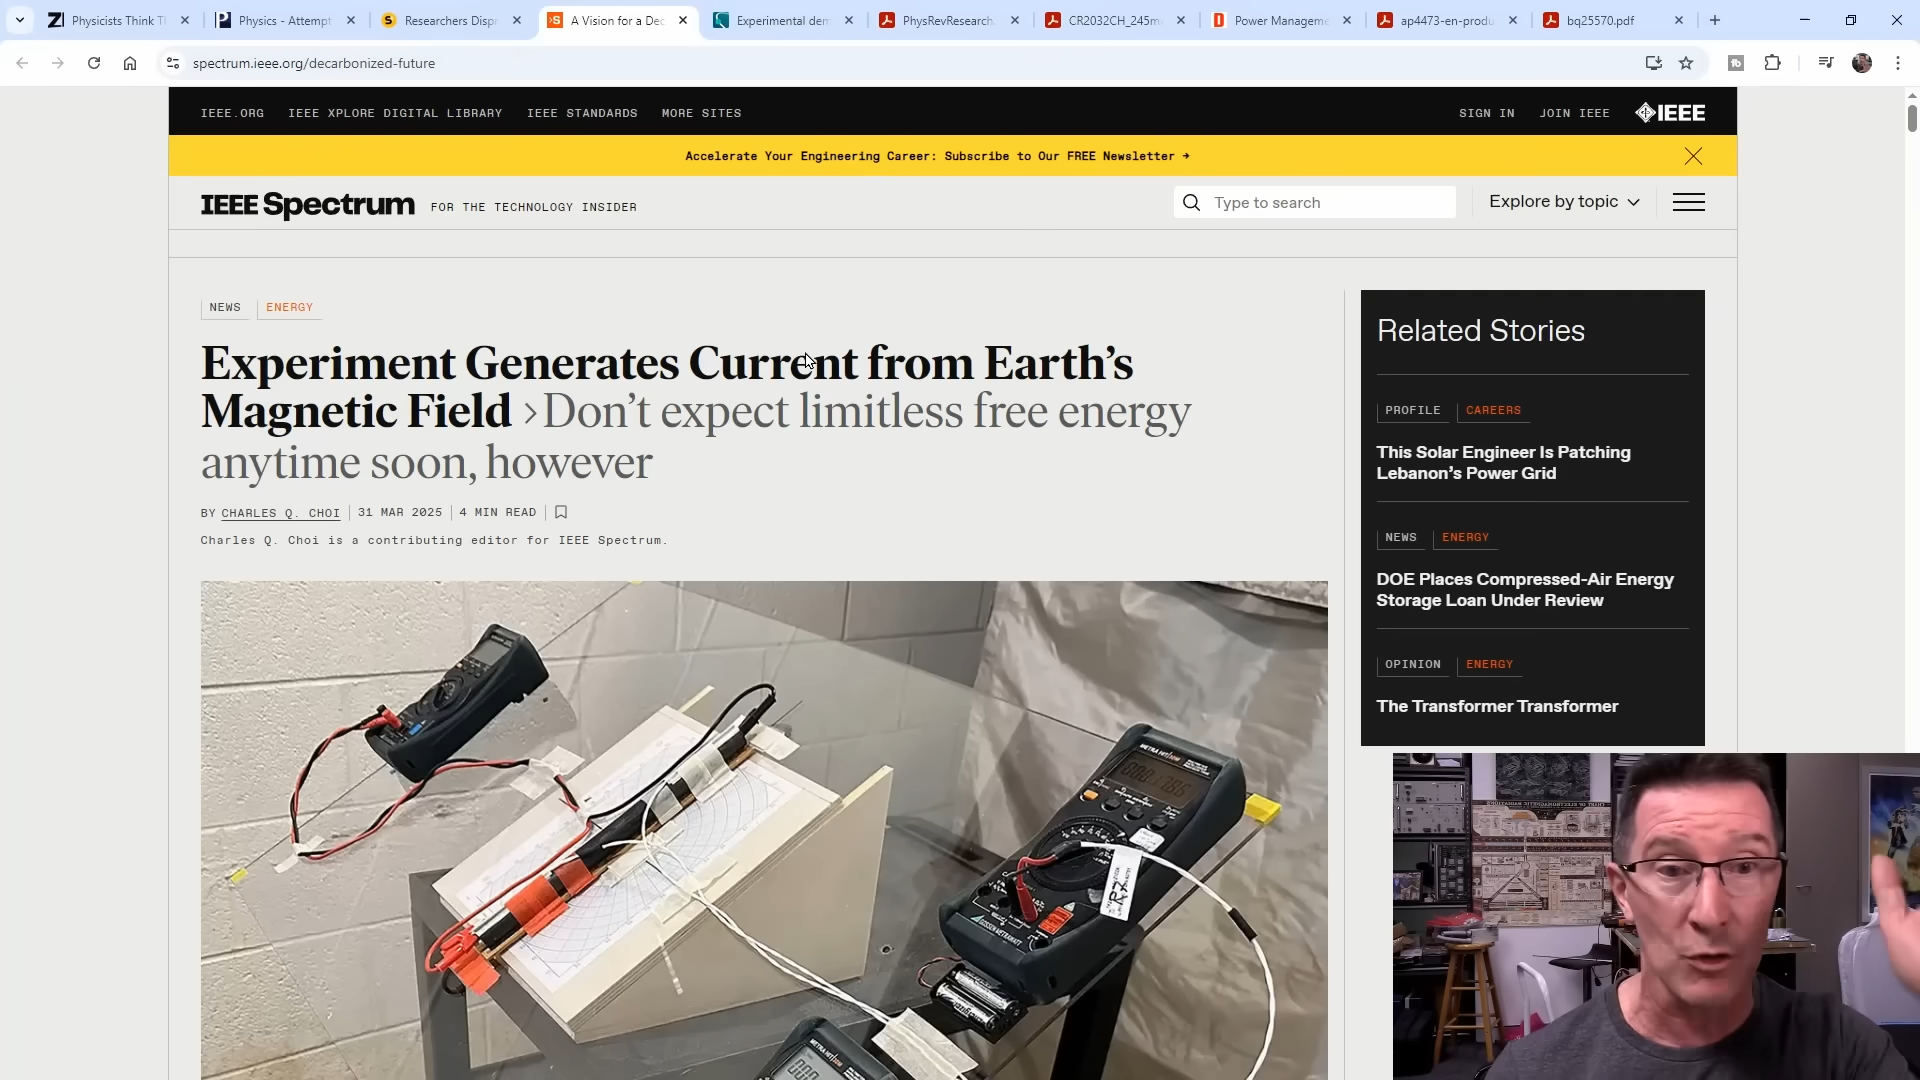 Physicists Think T
Physics - Attempt
Researchers Disp
A Vision for a Dec
Experimental dem
PhysRevResearch.
CR2032CH_245m
Power Manageme
ap4473-en-produ
bq25570.pdf
spectrum.ieee.org/decarbonized-future
IEEE.ORG
IEEE XPLORE DIGITAL LIBRARY
IEEE STANDARDS
MORE SITES
SIGN IN
JOIN IEEE
IEEE
Accelerate Your Engineering Career: Subscribe to Our FREE Newsletter →
IEEE Spectrum
FOR THE TECHNOLOGY INSIDER
Type to search
Explore by topic
NEWS
ENERGY
Experiment Generates Current from Earth's
Magnetic Field > Don't expect limitless free energy
anytime soon, however
BY CHARLES Q. CHOI
31 MAR 2025
4 MIN READ
Charles Q. Choi is a contributing editor for IEEE Spectrum.
Related Stories
PROFILE
CAREERS
This Solar Engineer Is Patching
Lebanon's Power Grid
NEWS
ENERGY
DOE Places Compressed-Air Energy
Storage Loan Under Review
OPINION
ENERGY
The Transformer Transformer